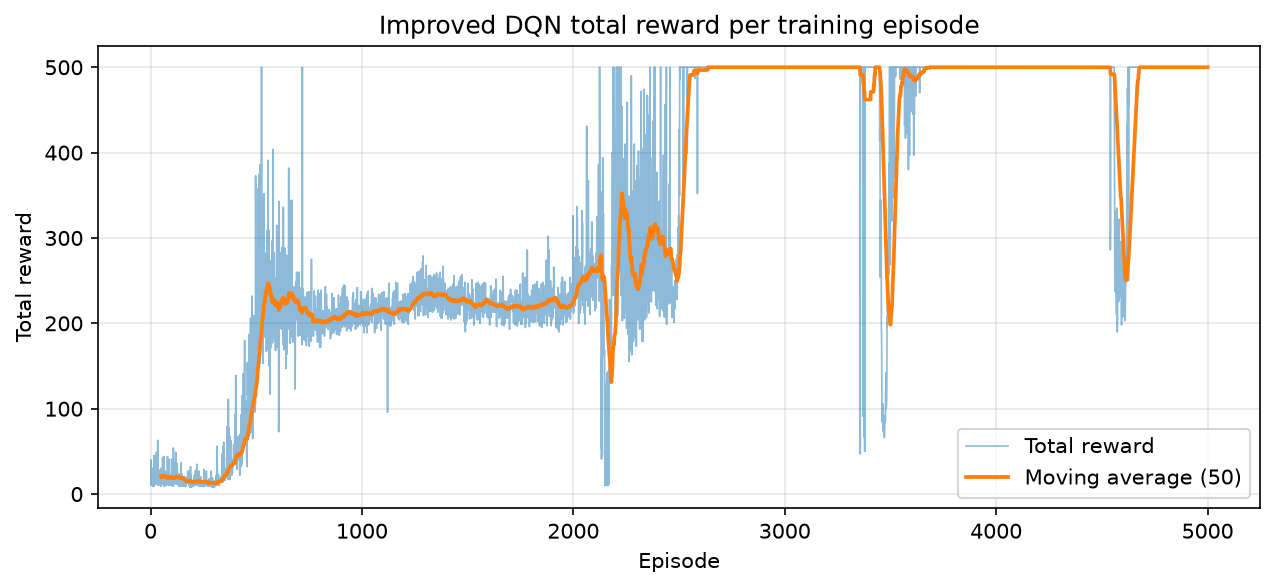 Improved DQN total reward per training episode
Total reward
500
400
300
200
100
0
0 1000 2000 3000 4000 5000
Episode
Total reward
Moving average (50)